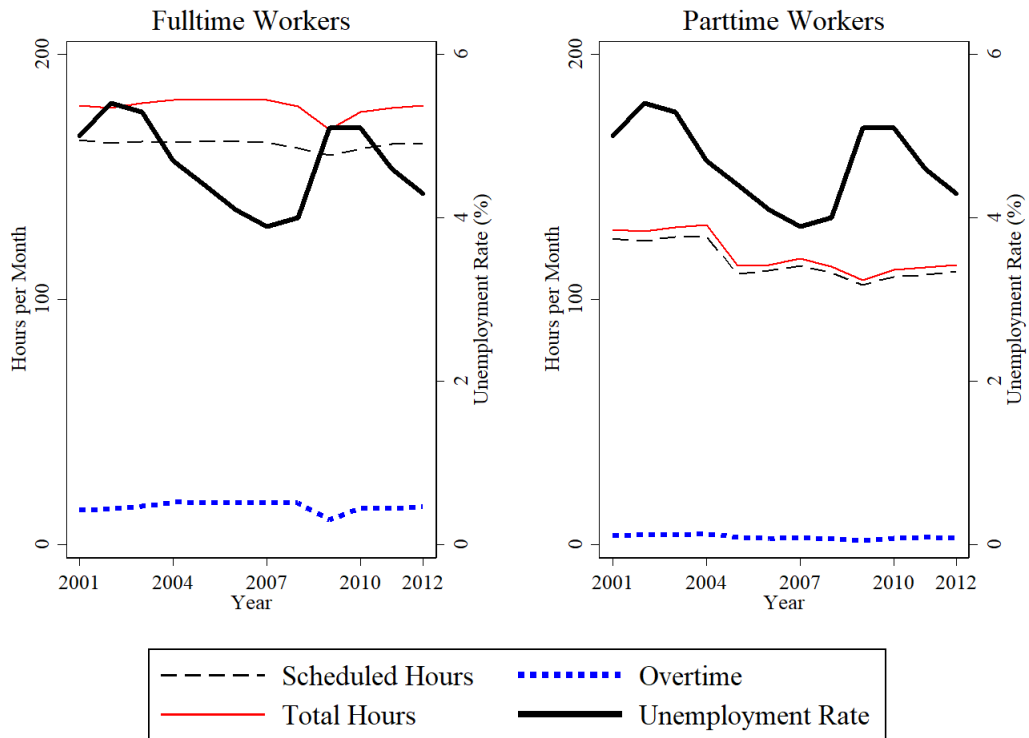 Fulltime Workers
200
100
0
Hours per Month
6
4
2
0
Unemployment Rate (%)
2001 2004 2007 2010 2012
Year
Parttime Workers
200
100
0
Hours per Month
6
4
2
0
Unemployment Rate (%)
2001 2004 2007 2010 2012
Year
Scheduled Hours Overtime
Total Hours Unemployment Rate